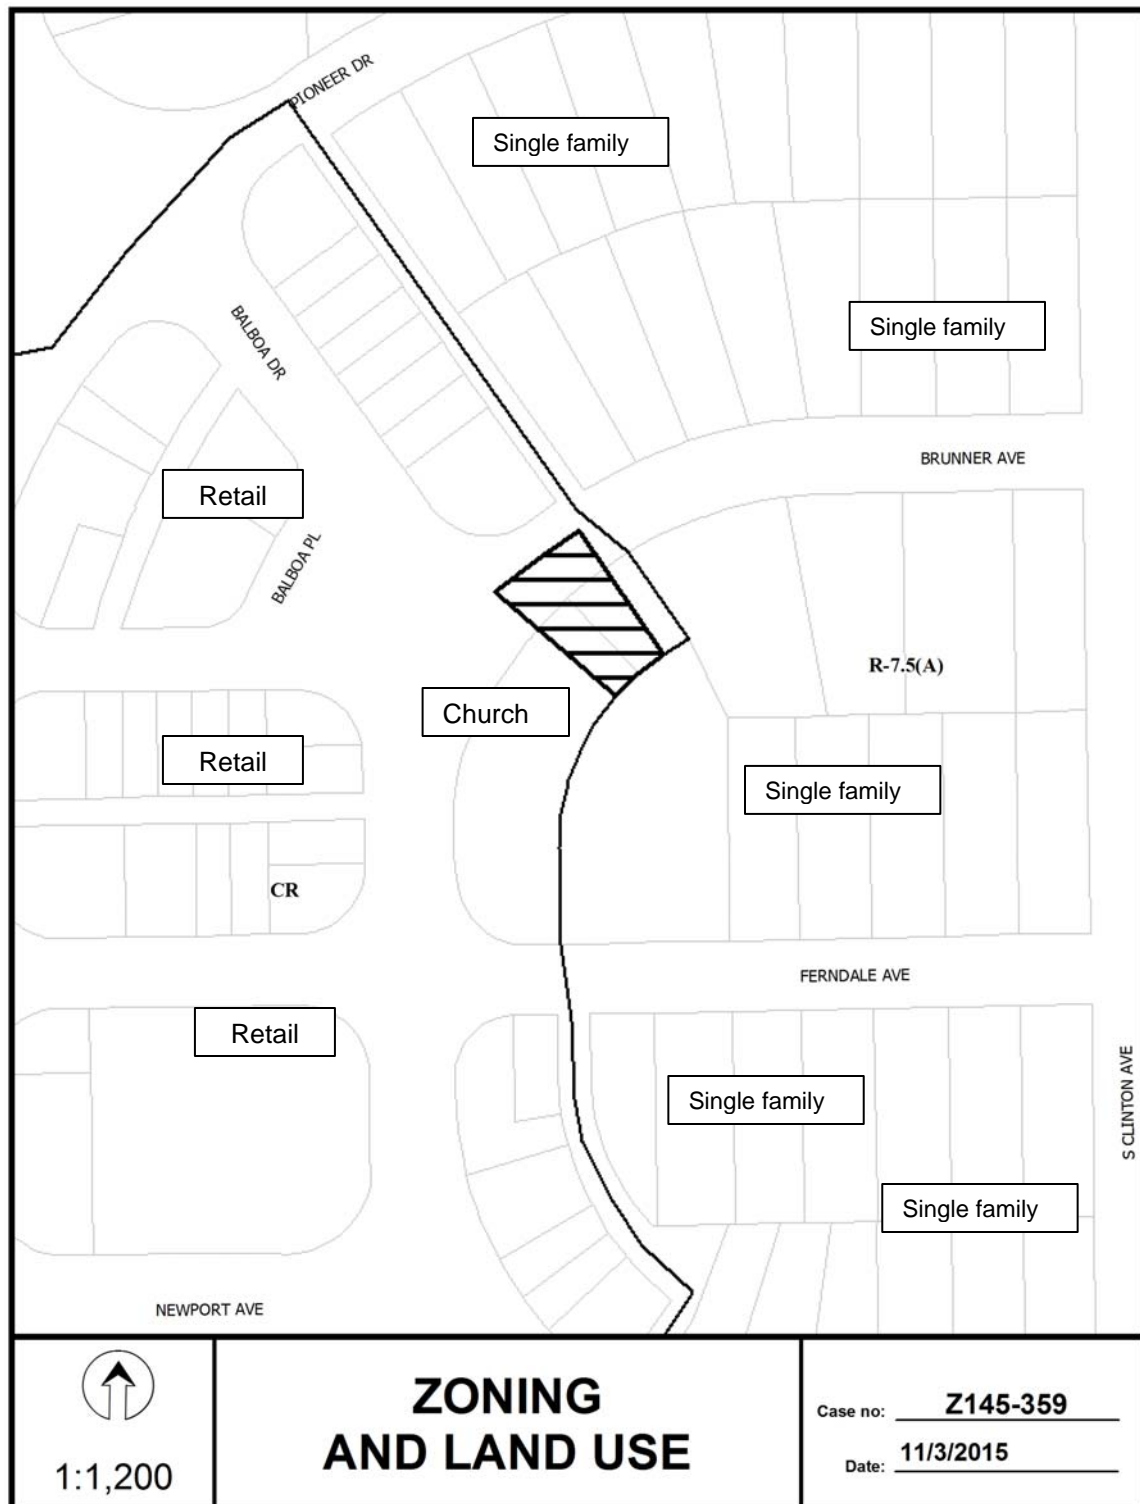 PIONEER DR
Single family
Single family
BALBOA DR
BRUNNER AVE
Retail
BALBOA PL
R-7.5(A)
Church
Retail
Single family
CR
FERNDALE AVE
Retail
S CLINTON AVE
Single family
Single family
NEWPORT AVE
1:1,200
ZONING
AND LAND USE
Case no: Z145-359
Date: 11/3/2015